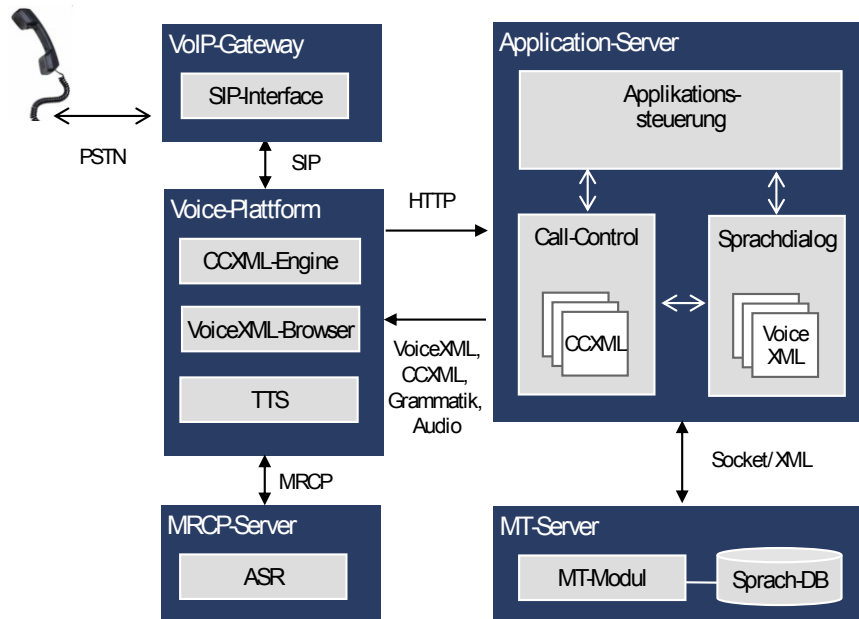 VoIP-Gateway
SIP-Interface
PSTN
SIP
Voice-Plattform
CCXML-Engine
VoiceXML-Browser
TTS
HTTP
VoiceXML,
CCXML,
Grammatik,
Audio
MRCP
MRCP-Server
ASR
Application-Server
Applikations-
steuerung
Call-Control
CCXML
Sprachdialog
Voice
XML
Socket/XML
MT-Server
MT-Modul
Sprach-DB